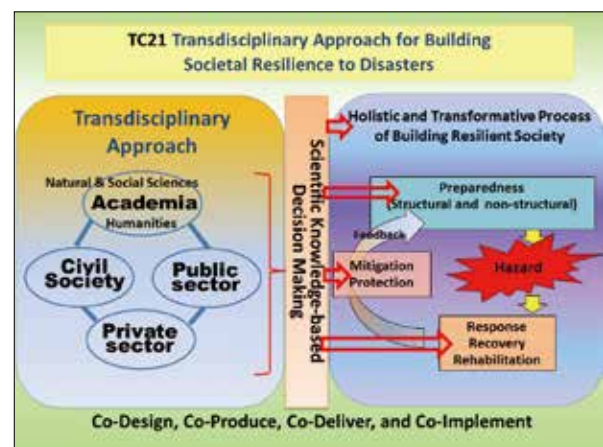 TC21 Transdisciplinary Approach for Building
Societal Resilience to Disasters
Transdisciplinary
Approach
Natural & Social Sciences
Academia
Humanities
Civil
Society
Public
sector
Private
sector
Scientific Knowledge-based
Decision Making
Holistic and Transformative Process
of Building Resilient Society
Preparedness
(Structural and non-structural)
Feedback
Mitigation
Protection
Hazard
Response
Recovery
Rehabilitation
Co-Design, Co-Produce, Co-Deliver, and Co-Implement